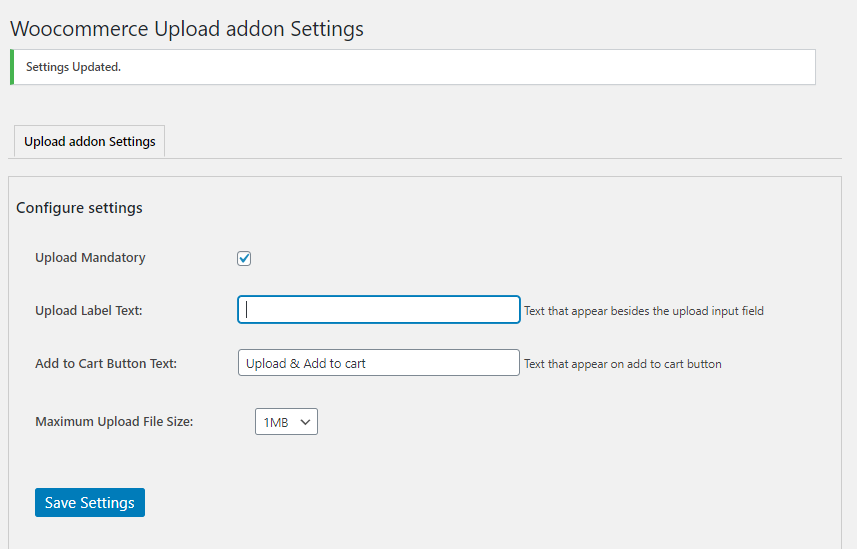 Woocommerce Upload addon Settings
Settings Updated.
Upload addon Settings
Configure settings
Upload Mandatory
Upload Label Text:
Text that appear besides the upload input field
Add to Cart Button Text:
Upload & Add to cart
Text that appear on add to cart button
Maximum Upload File Size:
1MB
Save Settings